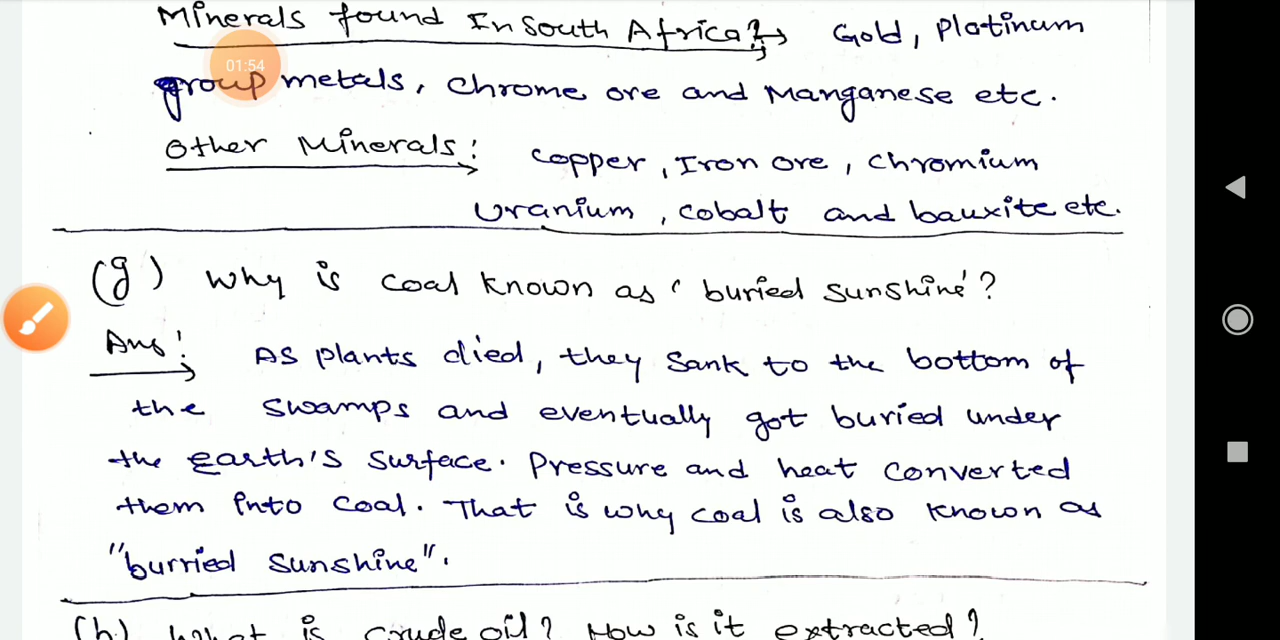 Minerals found In South Africa? → Gold, Platinum
group metals, Chrome ore and Manganese etc.
01:54
Other Minerals: Copper, Iron ore, Chromium
Uranium, cobalt and bauxite etc.
(g) Why is coal known as 'buried sunshine'?
Ans: As plants died, they sank to the bottom of
the swamps and eventually got buried under
the earth's surface. Pressure and heat converted
them into coal. That is why coal is also known as
"burried sunshine".
(h) What is crude oil? How is it extracted?